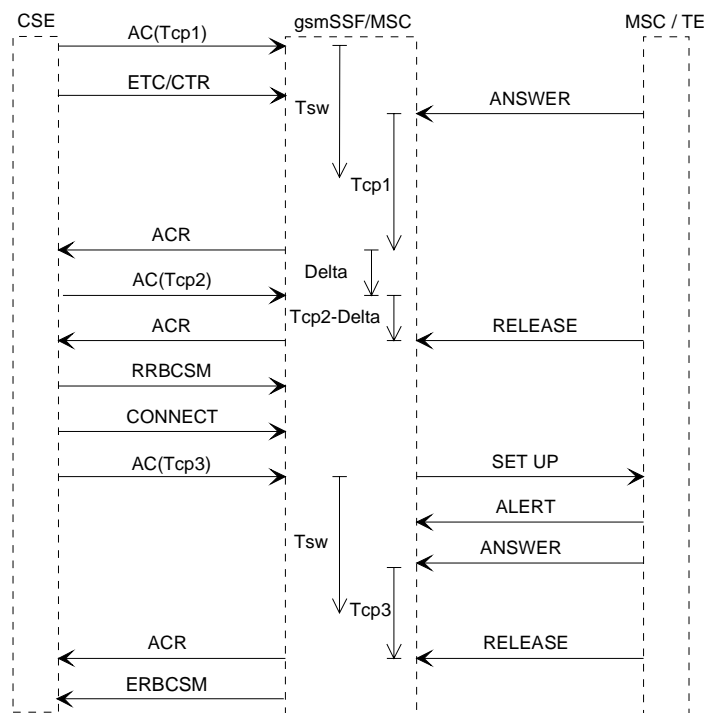 CSE
gsmSSF/MSC
MSC / TE
AC(Tcp1)
ETC/CTR
Tsw
ANSWER
Tcp1
ACR
Delta
AC(Tcp2)
Tcp2-Delta
ACR
RELEASE
RRBCSM
CONNECT
AC(Tcp3)
SET UP
ALERT
Tsw
ANSWER
Tcp3
ACR
RELEASE
ERBCSM